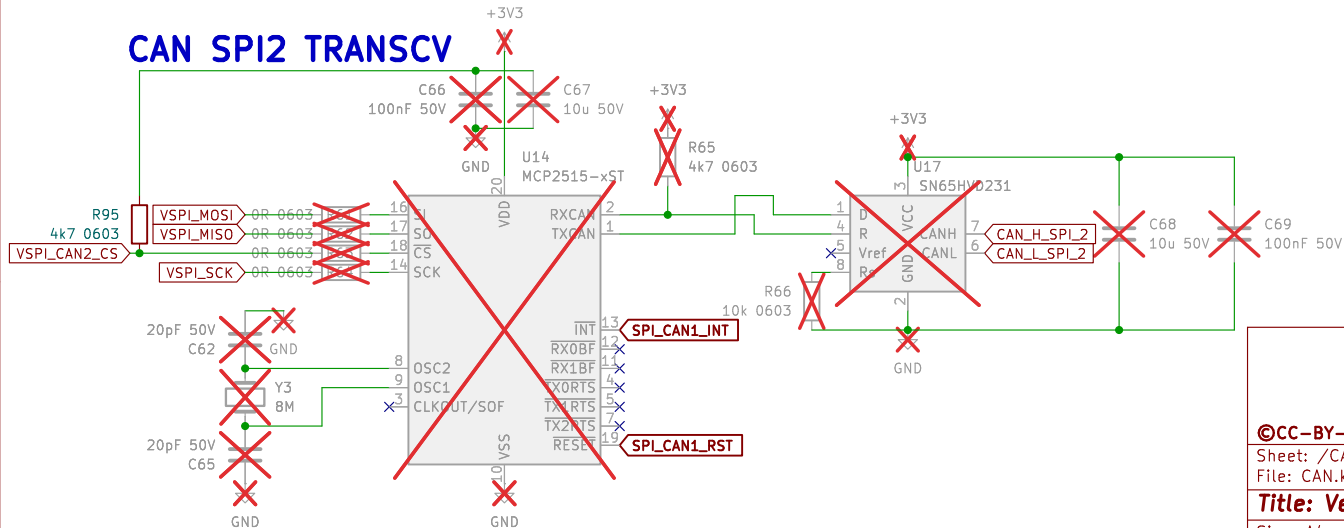 +3V3
CAN SPI2 TRANSCV
C66
100nF 50V
C67
10u 50V
GND
+3V3
R65
4k7 0603
+3V3
U14
MCP2515-xST
U17
SN65HVD231
R95
4k7 0603
VSPI_MOSI
0R 0603
VSPI_MISO
0R 0603
VSPI_CAN2_CS
0R 0603
VSPI_SCK
0R 0603
16 SI
17 SO
18 CS
14 SCK
VDD 20
RXCAN 2
TXCAN 1
1 D
4 R
5 Vref
8 Rs
3 VCC
GND 2
CANH 7
CANL 6
CAN_H_SPI_2
CAN_L_SPI_2
C68
10u 50V
C69
100nF 50V
R66
10k 0603
GND
20pF 50V
C62
GND
Y3
8M
20pF 50V
C65
GND
8 OSC2
9 OSC1
3 CLKOUT/SOF
INT 13
SPI_CAN1_INT
RX0BF 12
RX1BF 11
TX0RTS 4
TX1RTS 5
TX2RTS 7
RESET 19
SPI_CAN1_RST
10 VSS
GND
©CC-BY-
Sheet: /CA
File: CAN.k
Title: Ve